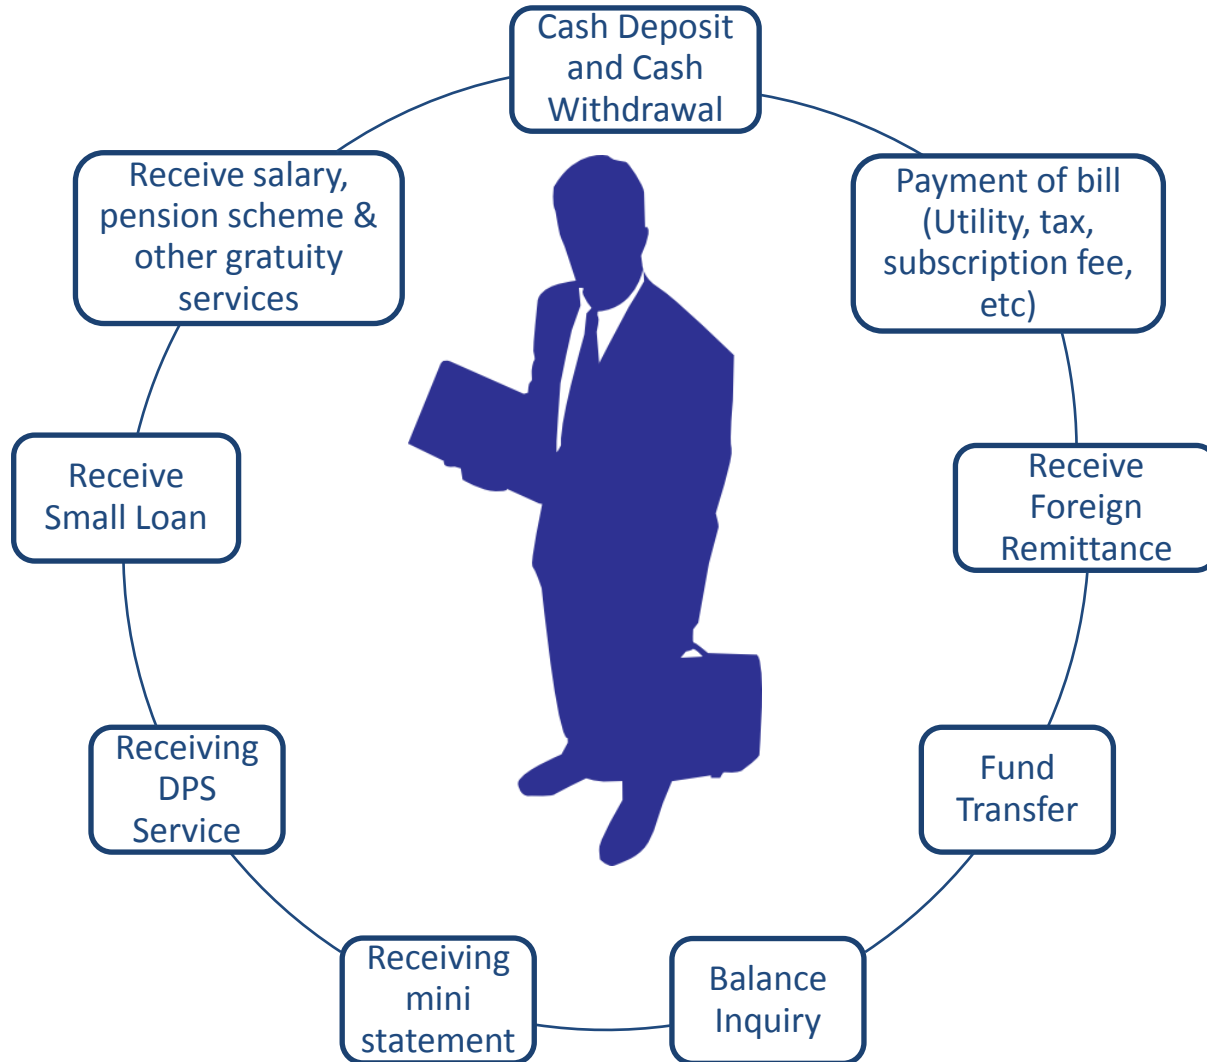 Cash Deposit
and Cash
Withdrawal
Payment of bill
(Utility, tax,
subscription fee,
etc)
Receive
Foreign
Remittance
Fund
Transfer
Balance
Inquiry
Receiving
mini
statement
Receiving
DPS
Service
Receive
Small Loan
Receive salary,
pension scheme &
other gratuity
services